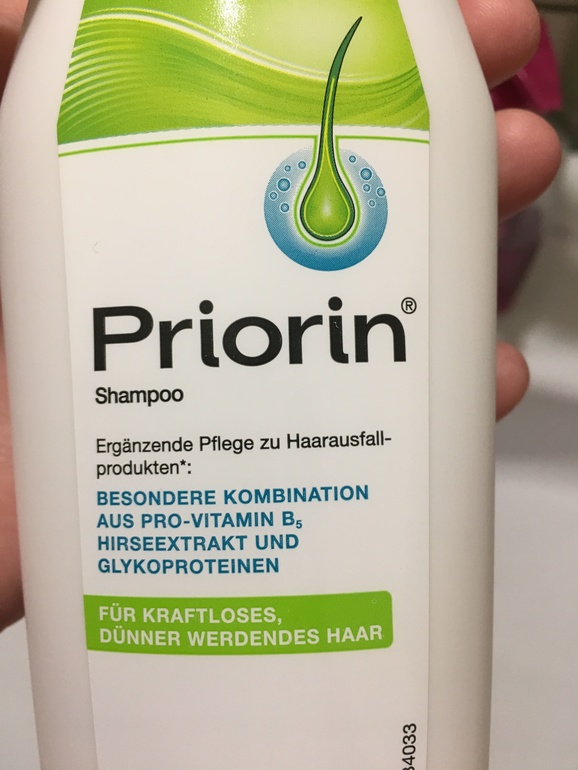 Priorin®
Shampoo
Ergänzende Pflege zu Haarausfall-
produkten*:
BESONDERE KOMBINATION
AUS PRO-VITAMIN B₅
HIRSEEXTRAKT UND
GLYKOPROTEINEN
FÜR KRAFTLOSES,
DÜNNER WERDENDES HAAR
34033